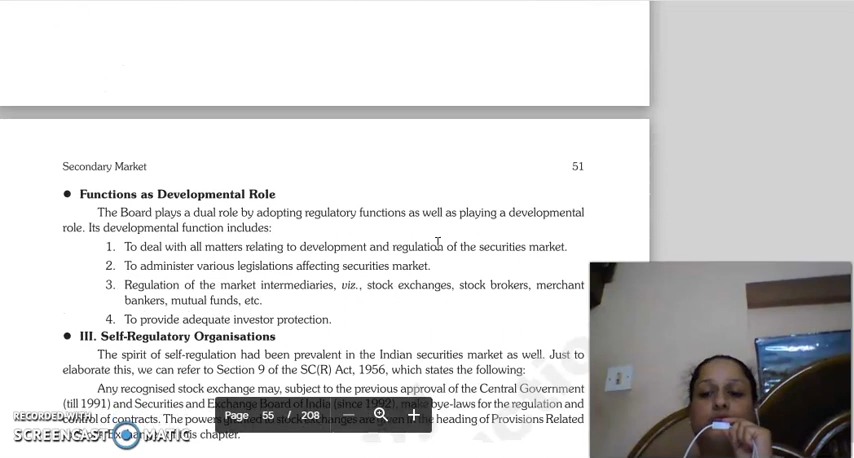 Secondary Market 51
● Functions as Developmental Role
The Board plays a dual role by adopting regulatory functions as well as playing a developmental
role. Its developmental function includes:
1. To deal with all matters relating to development and regulation of the securities market.
2. To administer various legislations affecting securities market.
3. Regulation of the market intermediaries, viz., stock exchanges, stock brokers, merchant
bankers, mutual funds, etc.
4. To provide adequate investor protection.
● III. Self-Regulatory Organisations
The spirit of self-regulation had been prevalent in the Indian securities market as well. Just to
elaborate this, we can refer to Section 9 of the SC(R) Act, 1956, which states the following:
Any recognised stock exchange may, subject to the previous approval of the Central Government
(till 1991) and Securities and Exchange Board of India (since 1992), make bye-laws for the regulation and
control of contracts. The powers granted to stock exchanges are given in the heading of Provisions Related
this chapter.
Page 55 / 208
RECORDED WITH
SCREENCAST MATIC